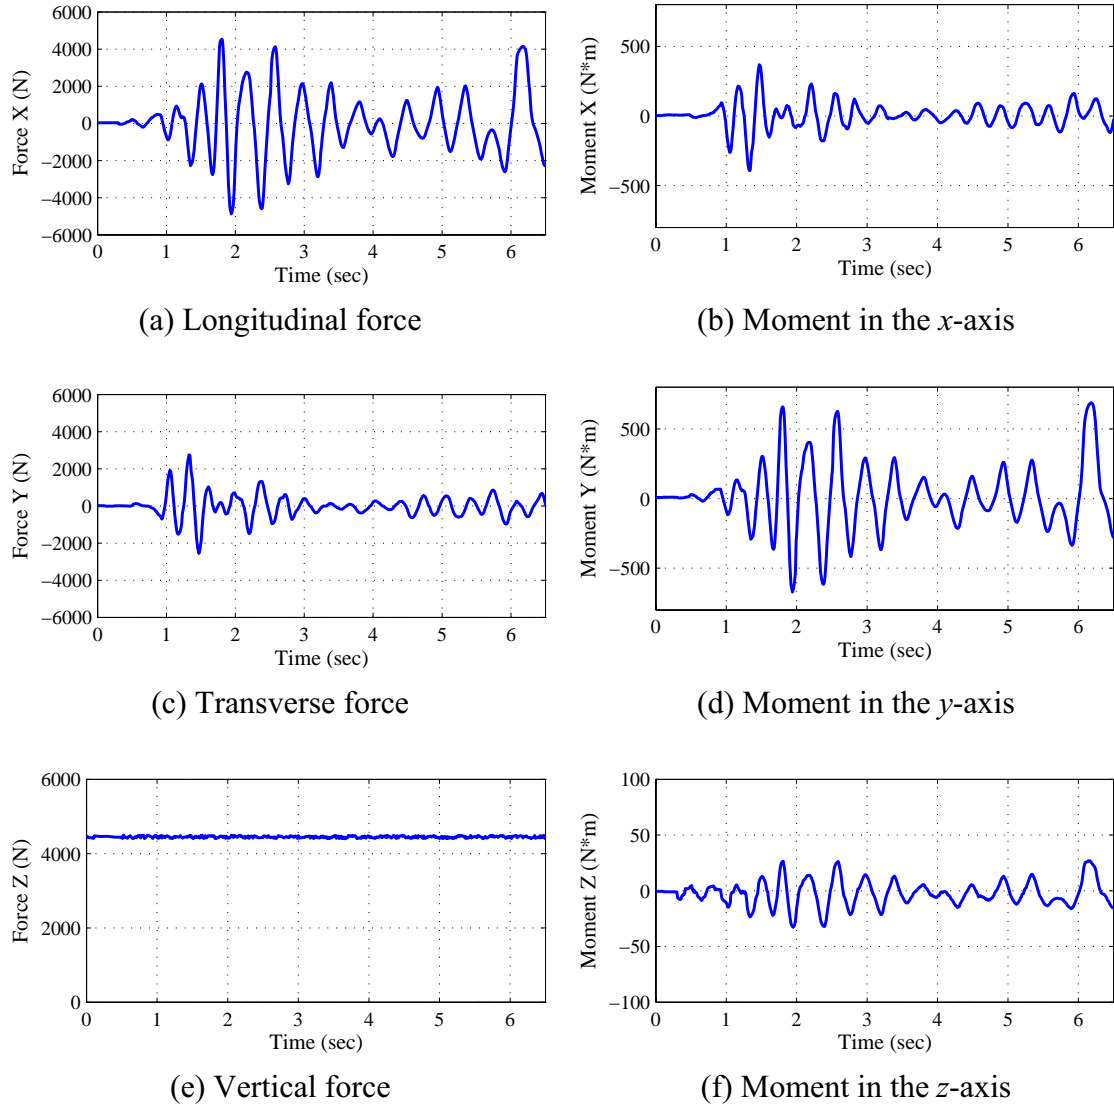 6000
4000
2000
0
−2000
−4000
−6000
Force X (N)
0 1 2 3 4 5 6
Time (sec)
(a) Longitudinal force
500
0
−500
Moment X (N*m)
0 1 2 3 4 5 6
Time (sec)
(b) Moment in the x-axis
6000
4000
2000
0
−2000
−4000
−6000
Force Y (N)
0 1 2 3 4 5 6
Time (sec)
(c) Transverse force
500
0
−500
Moment Y (N*m)
0 1 2 3 4 5 6
Time (sec)
(d) Moment in the y-axis
6000
4000
2000
0
Force Z (N)
0 1 2 3 4 5 6
Time (sec)
(e) Vertical force
100
50
0
−50
−100
Moment Z (N*m)
0 1 2 3 4 5 6
Time (sec)
(f) Moment in the z-axis